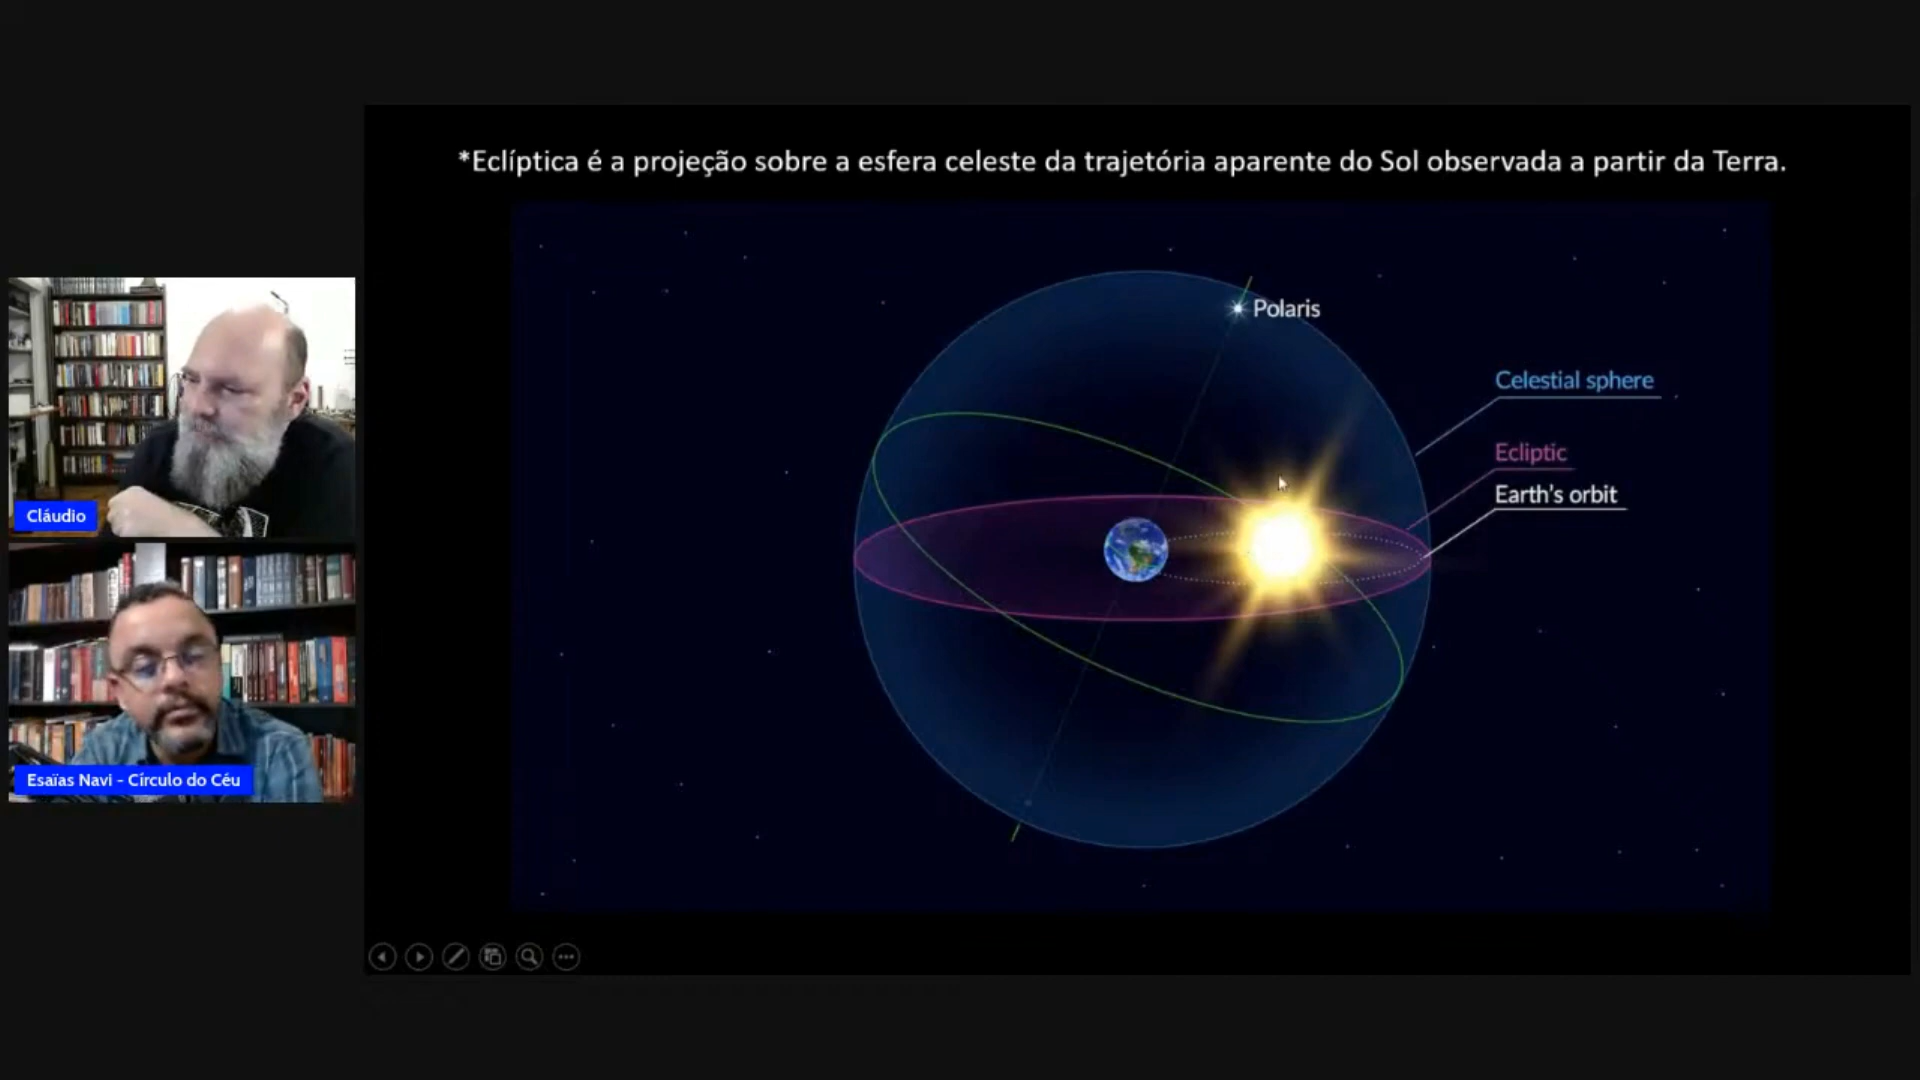 *Eclíptica é a projeção sobre a esfera celeste da trajetória aparente do Sol observada a partir da Terra.
Polaris
Celestial sphere
Ecliptic
Earth's orbit
Cláudio
Esaïas Navi - Círculo do Céu